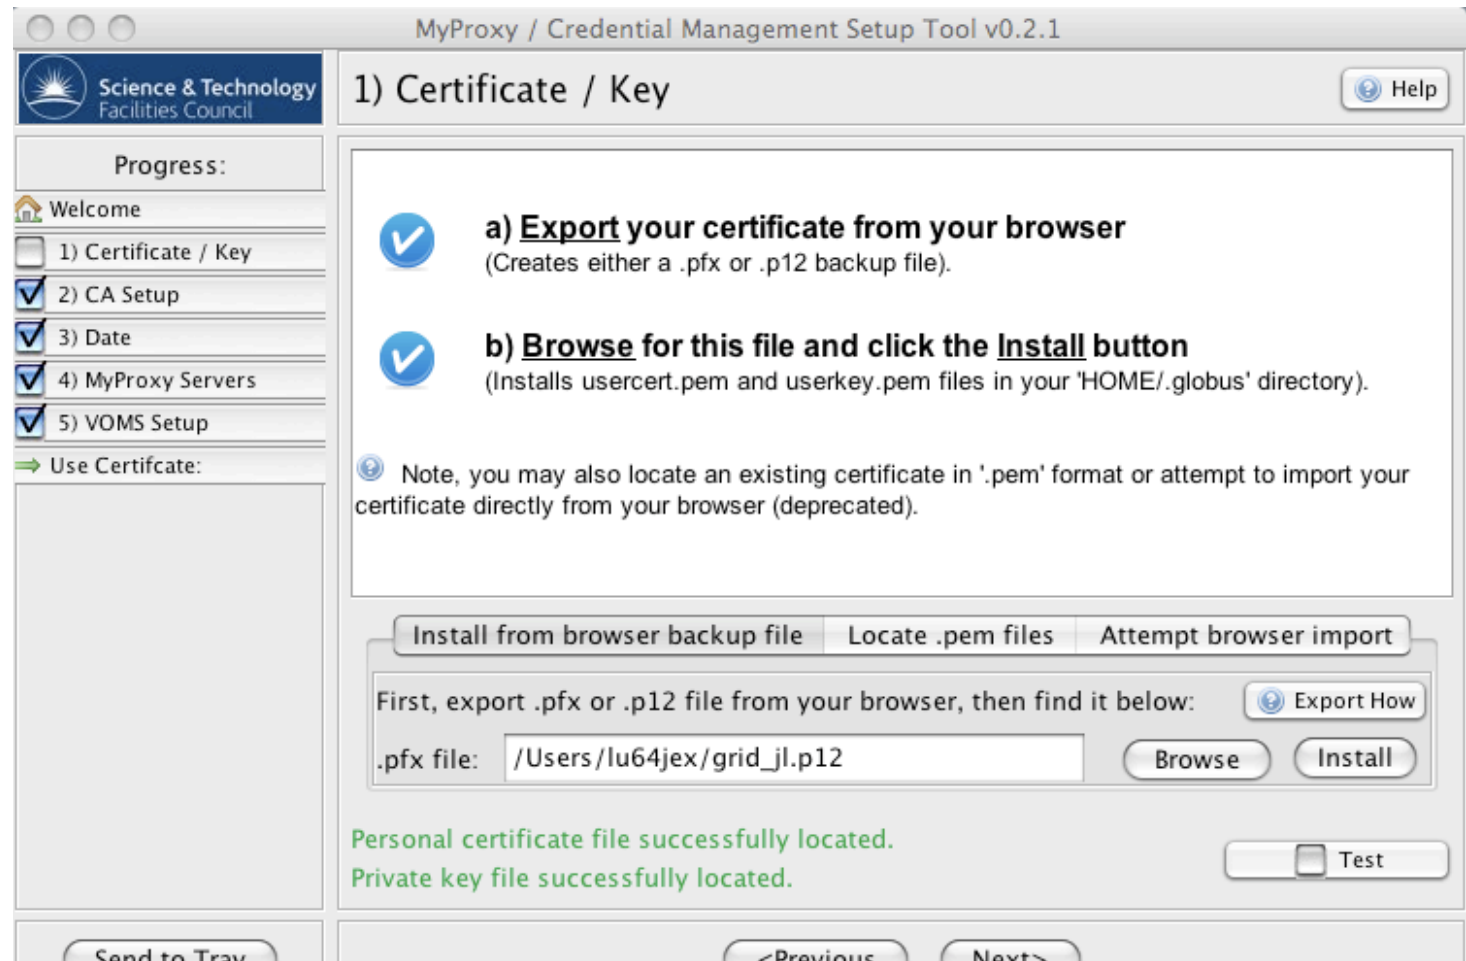 MyProxy / Credential Management Setup Tool v0.2.1
Science & Technology
Facilities Council
1) Certificate / Key
Help
Progress:
Welcome
1) Certificate / Key
2) CA Setup
3) Date
4) MyProxy Servers
5) VOMS Setup
Use Certifcate:
a) Export your certificate from your browser
(Creates either a .pfx or .p12 backup file).
b) Browse for this file and click the Install button
(Installs usercert.pem and userkey.pem files in your 'HOME/.globus' directory).
Note, you may also locate an existing certificate in '.pem' format or attempt to import your
certificate directly from your browser (deprecated).
Install from browser backup file
Locate .pem files
Attempt browser import
First, export .pfx or .p12 file from your browser, then find it below:
Export How
.pfx file:
/Users/lu64jex/grid_jl.p12
Browse
Install
Personal certificate file successfully located.
Private key file successfully located.
Test
Send to Tray
<Previous
Next>